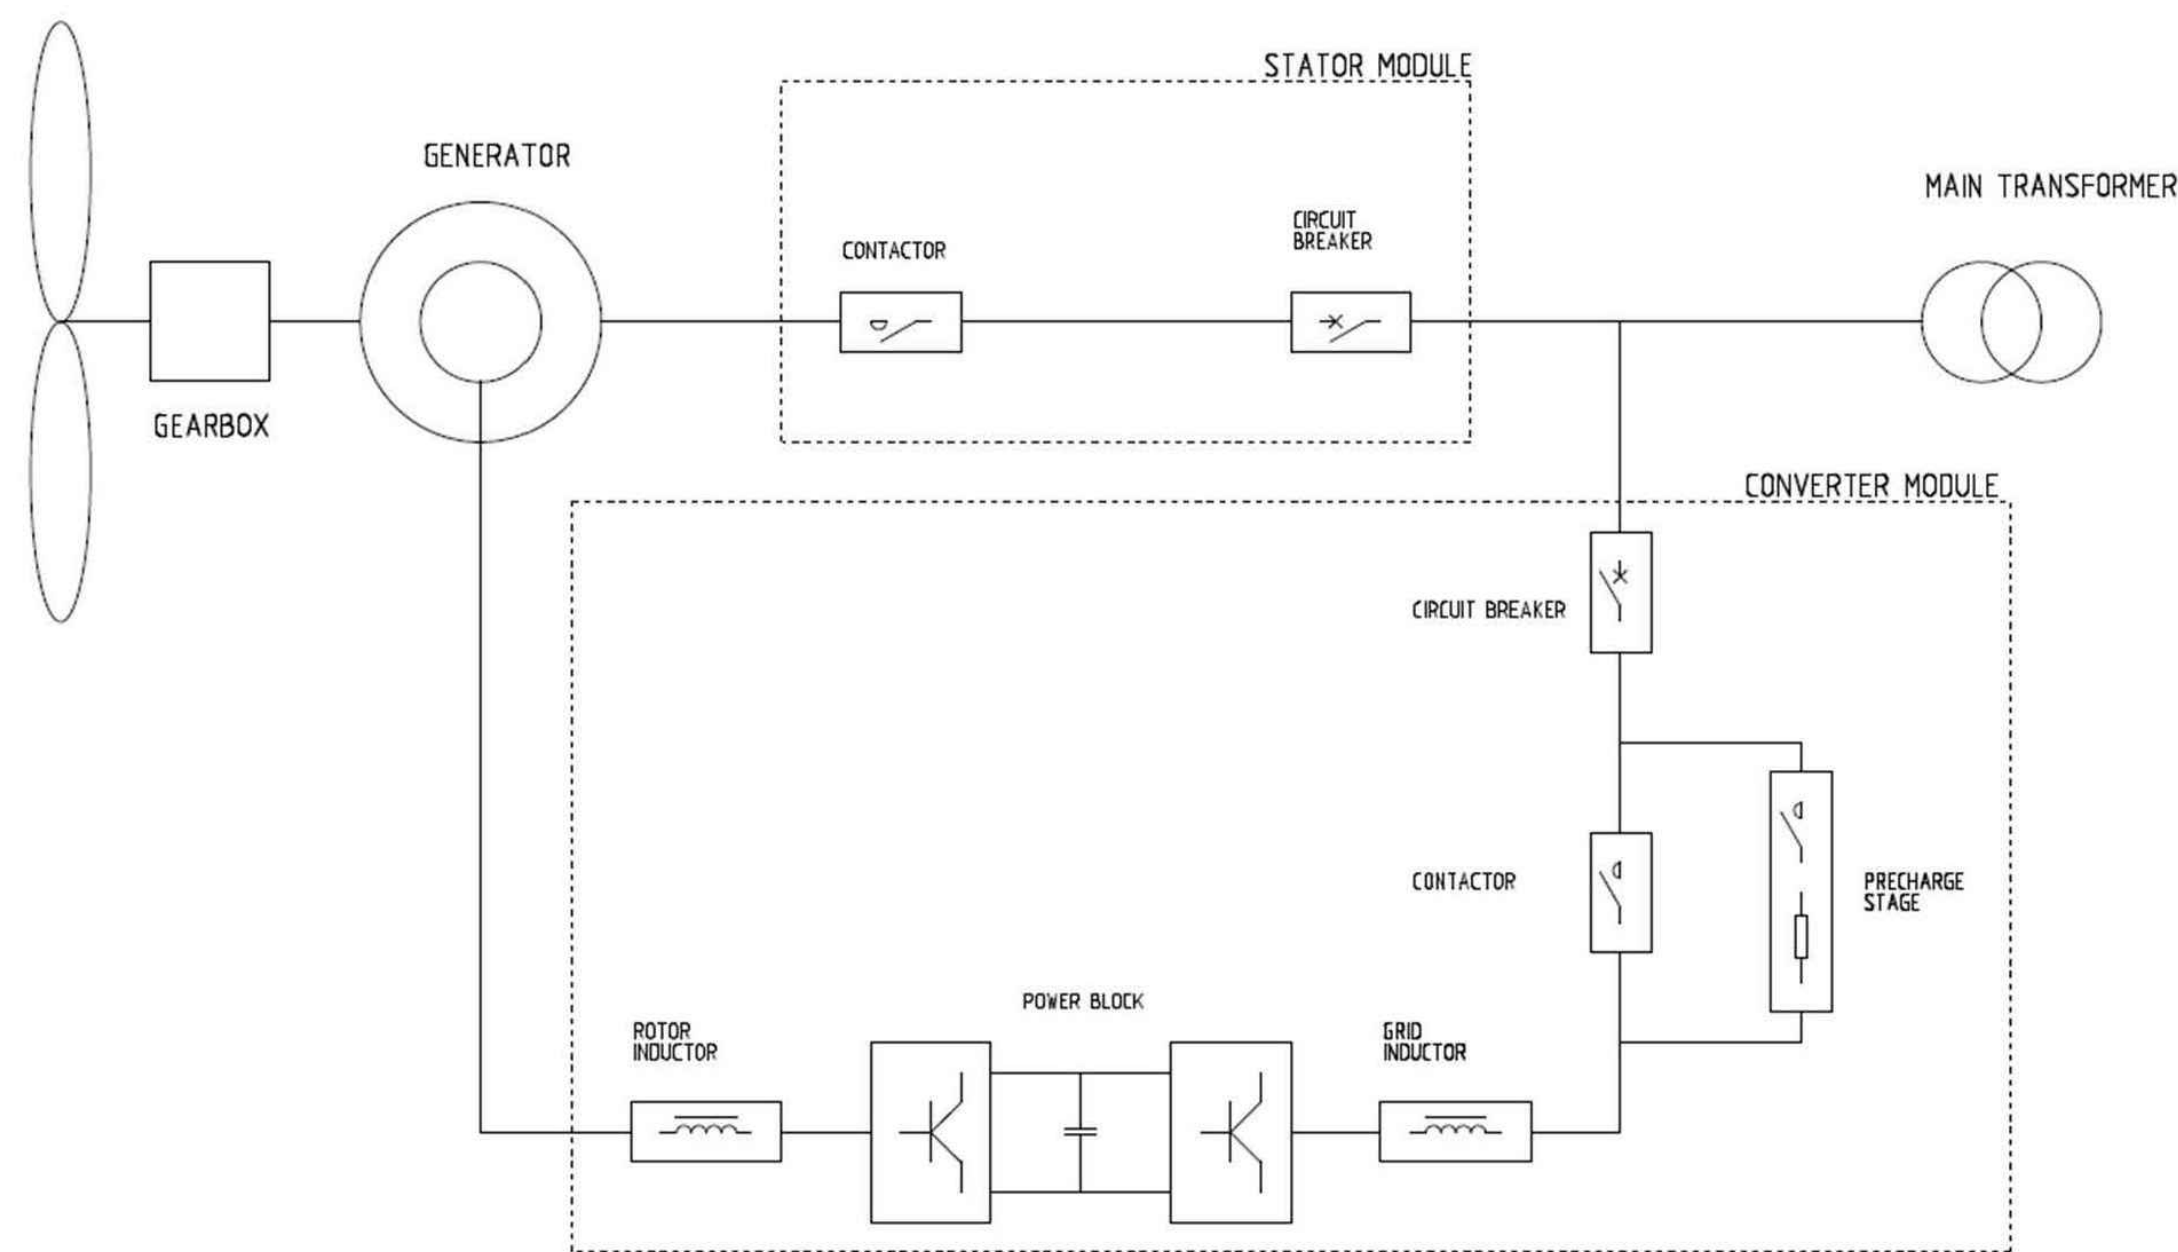 STATOR MODULE
GENERATOR
MAIN TRANSFORMER
CIRCUIT
BREAKER
CONTACTOR
GEARBOX
CONVERTER MODULE
CIRCUIT BREAKER
CONTACTOR
PRECHARGE
STAGE
POWER BLOCK
ROTOR
INDUCTOR
GRID
INDUCTOR